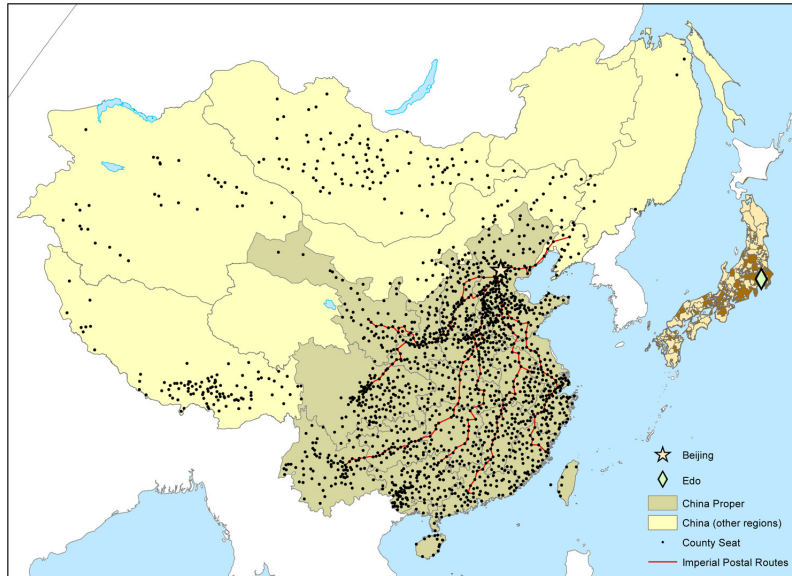 Beijing
Edo
China Proper
China (other regions)
County Seat
Imperial Postal Routes